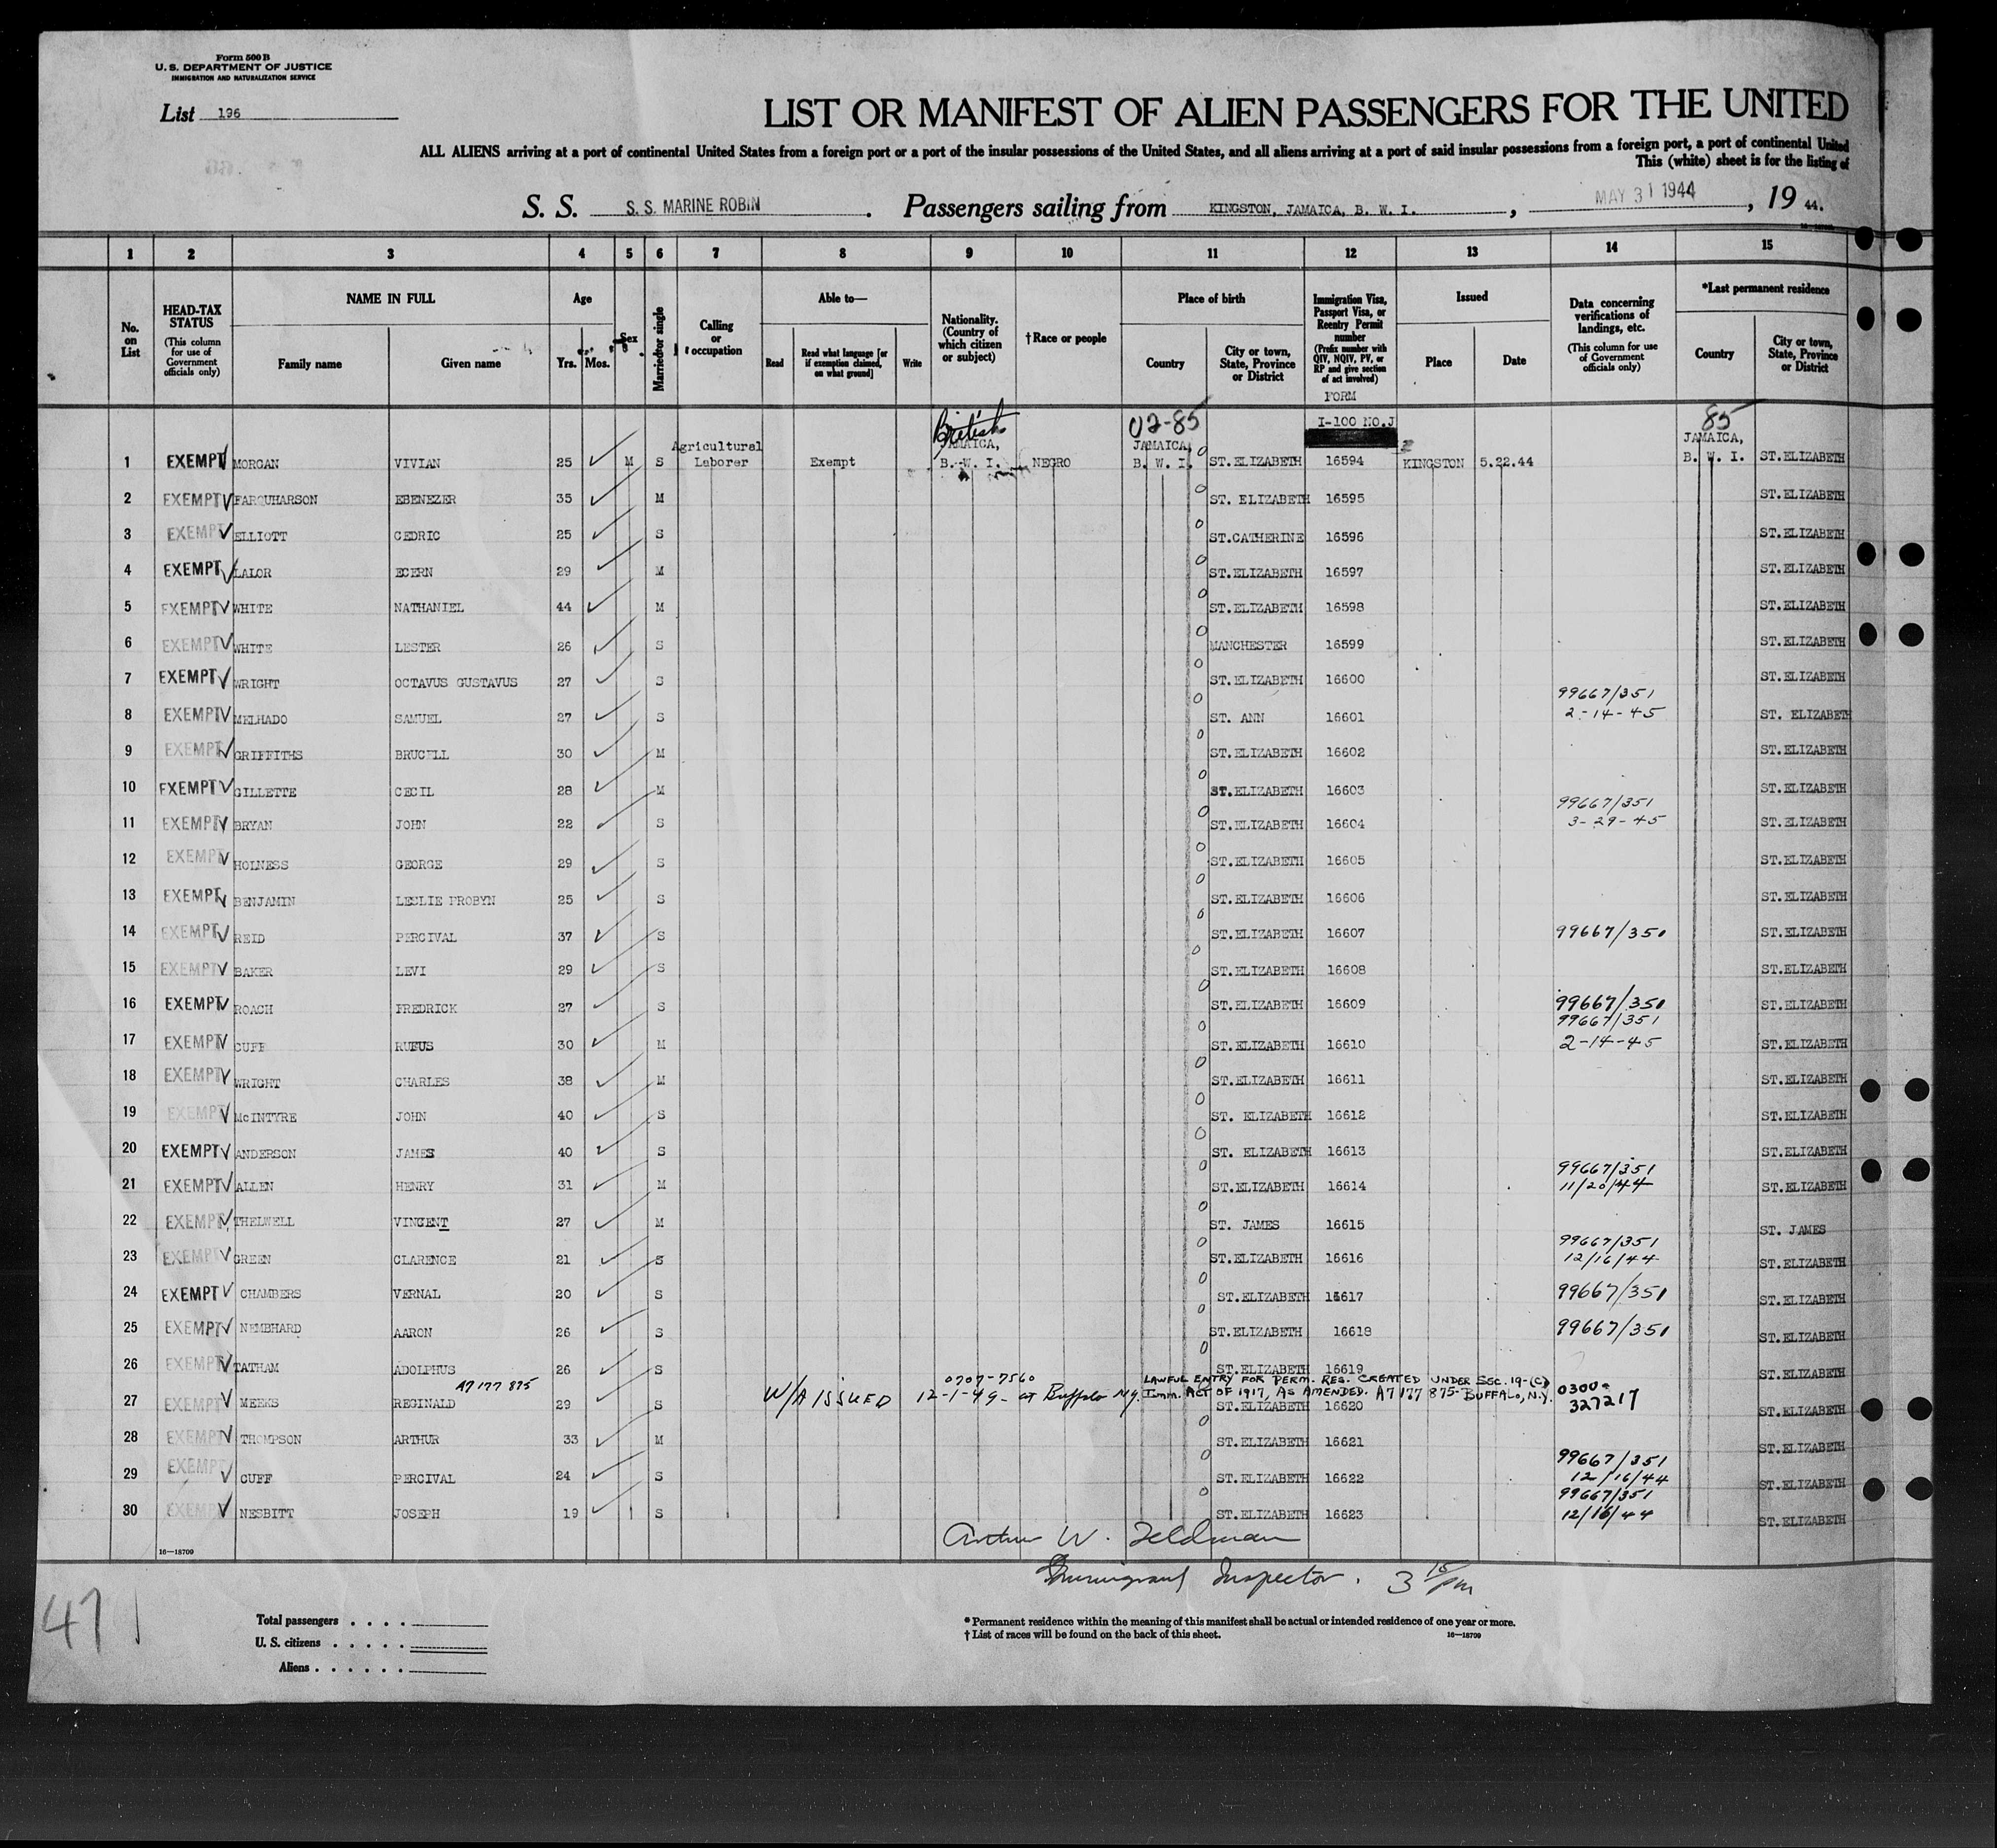 Form 500 B
U. S. DEPARTMENT OF JUSTICE
IMMIGRATION AND NATURALIZATION SERVICE
List 196
LIST OR MANIFEST OF ALIEN PASSENGERS FOR THE UNITED
ALL ALIENS arriving at a port of continental United States from a foreign port or a port of the insular possessions of the United States, and all aliens arriving at a port of said insular possessions from a foreign port, a port of continental United
This (white) sheet is for the listing of
S. S. S. S. MARINE ROBIN . Passengers sailing from KINGSTON, JAMAICA, B. W. I. , MAY 31 1944 , 19 44.
1 2 3 4 5 6 7 8 9 10 11 12 13 14 15
No. on List
HEAD-TAX STATUS (This column for use of Government officials only)
NAME IN FULL Family name Given name
Age Yrs. Mos.
Sex
Married or single
Calling or occupation
Able to— Read Read what language [or if exemption claimed, on what ground] Write
Nationality. (Country of which citizen or subject)
† Race or people
Place of birth Country City or town, State, Province or District
Immigration Visa, Passport Visa, or Reentry Permit number (Prefix number with QIV, NQIV, PV, or RP and give section of act involved)
FORM
I-100 NO.J
Issued Place Date
Data concerning verifications of landings, etc. (This column for use of Government officials only)
*Last permanent residence Country City or town, State, Province or District
British 02-85 85
1 EXEMPT MORGAN VIVIAN 25 M S Agricultural Laborer Exempt JAMAICA, B. W. I. NEGRO JAMAICA, B. W. I. ST.ELIZABETH 16594 KINGSTON 5.22.44 JAMAICA, B. W. I. ST.ELIZABETH
2 EXEMPT FARQUHARSON EBENEZER 35 M ST. ELIZABETH 16595 ST.ELIZABETH
3 EXEMPT ELLIOTT CEDRIC 25 S ST.CATHERINE 16596 ST.ELIZABETH
4 EXEMPT LALOR ECERN 29 M ST.ELIZABETH 16597 ST.ELIZABETH
5 EXEMPT WHITE NATHANIEL 44 M ST.ELIZABETH 16598 ST.ELIZABETH
6 EXEMPT WHITE LESTER 26 S MANCHESTER 16599 ST.ELIZABETH
7 EXEMPT WRIGHT OCTAVUS GUSTAVUS 27 S ST.ELIZABETH 16600 ST.ELIZABETH
8 EXEMPT MELHADO SAMUEL 27 S ST. ANN 16601 99667/351 2-14-45 ST. ELIZABETH
9 EXEMPT GRIFFITHS BRUCELL 30 M ST.ELIZABETH 16602 ST.ELIZABETH
10 EXEMPT GILLETTE CECIL 28 M ST.ELIZABETH 16603 ST.ELIZABETH
11 EXEMPT BRYAN JOHN 22 S ST.ELIZABETH 16604 99667/351 3-29-45 ST.ELIZABETH
12 EXEMPT HOLNESS GEORGE 29 S ST.ELIZABETH 16605 ST.ELIZABETH
13 EXEMPT BENJAMIN LESLIE PROBYN 25 S ST.ELIZABETH 16606 ST.ELIZABETH
14 EXEMPT REID PERCIVAL 37 S ST.ELIZABETH 16607 99667/350 ST.ELIZABETH
15 EXEMPT BAKER LEVI 29 S ST.ELIZABETH 16608 ST.ELIZABETH
16 EXEMPT ROACH FREDRICK 27 S ST.ELIZABETH 16609 99667/350 ST.ELIZABETH
17 EXEMPT CUFF RUFUS 30 M ST.ELIZABETH 16610 99667/351 2-14-45 ST.ELIZABETH
18 EXEMPT WRIGHT CHARLES 38 M ST.ELIZABETH 16611 ST.ELIZABETH
19 EXEMPT McINTYRE JOHN 40 S ST. ELIZABETH 16612 ST.ELIZABETH
20 EXEMPT ANDERSON JAMES 40 S ST. ELIZABETH 16613 ST.ELIZABETH
21 EXEMPT ALLEN HENRY 31 M ST.ELIZABETH 16614 99667/351 11/20/44 ST.ELIZABETH
22 EXEMPT THELWELL VINCENT 27 M ST. JAMES 16615 ST. JAMES
23 EXEMPT GREEN CLARENCE 21 S ST.ELIZABETH 16616 99667/351 12/16/44 ST.ELIZABETH
24 EXEMPT CHAMBERS VERNAL 20 S ST.ELIZABETH 16617 99667/351 ST.ELIZABETH
25 EXEMPT NEMBHARD AARON 26 S ST.ELIZABETH 16618 99667/350 ST.ELIZABETH
26 EXEMPT TATHAM ADOLPHUS 26 S ST.ELIZABETH 16619 ST.ELIZABETH
A7 177 875 0707-7560 LAWFUL ENTRY FOR PERM. RES. CREATED UNDER SEC. 19-(C)
W/A ISSUED 12-1-49- at Buffalo NY. Imm. ACT OF 1917, AS AMENDED. A7177 875-BUFFALO, N.Y.
27 EXEMPT MEEKS REGINALD 29 S ST.ELIZABETH 16620 0300- 327217 ST.ELIZABETH
28 EXEMPT THOMPSON ARTHUR 33 M ST.ELIZABETH 16621 ST.ELIZABETH
29 EXEMPT CUFF PERCIVAL 24 S ST.ELIZABETH 16622 99667/351 12/16/44 ST.ELIZABETH
30 EXEMPT NESBITT JOSEPH 19 S ST.ELIZABETH 16623 99667/351 12/16/44 ST.ELIZABETH
16—18709
Arthur W. Feldman
Immigrant Inspector. 3 15/pm
47
Total passengers . . . .
U. S. citizens . . . . .
Aliens . . . . . .
* Permanent residence within the meaning of this manifest shall be actual or intended residence of one year or more.
† List of races will be found on the back of this sheet.
16—18709